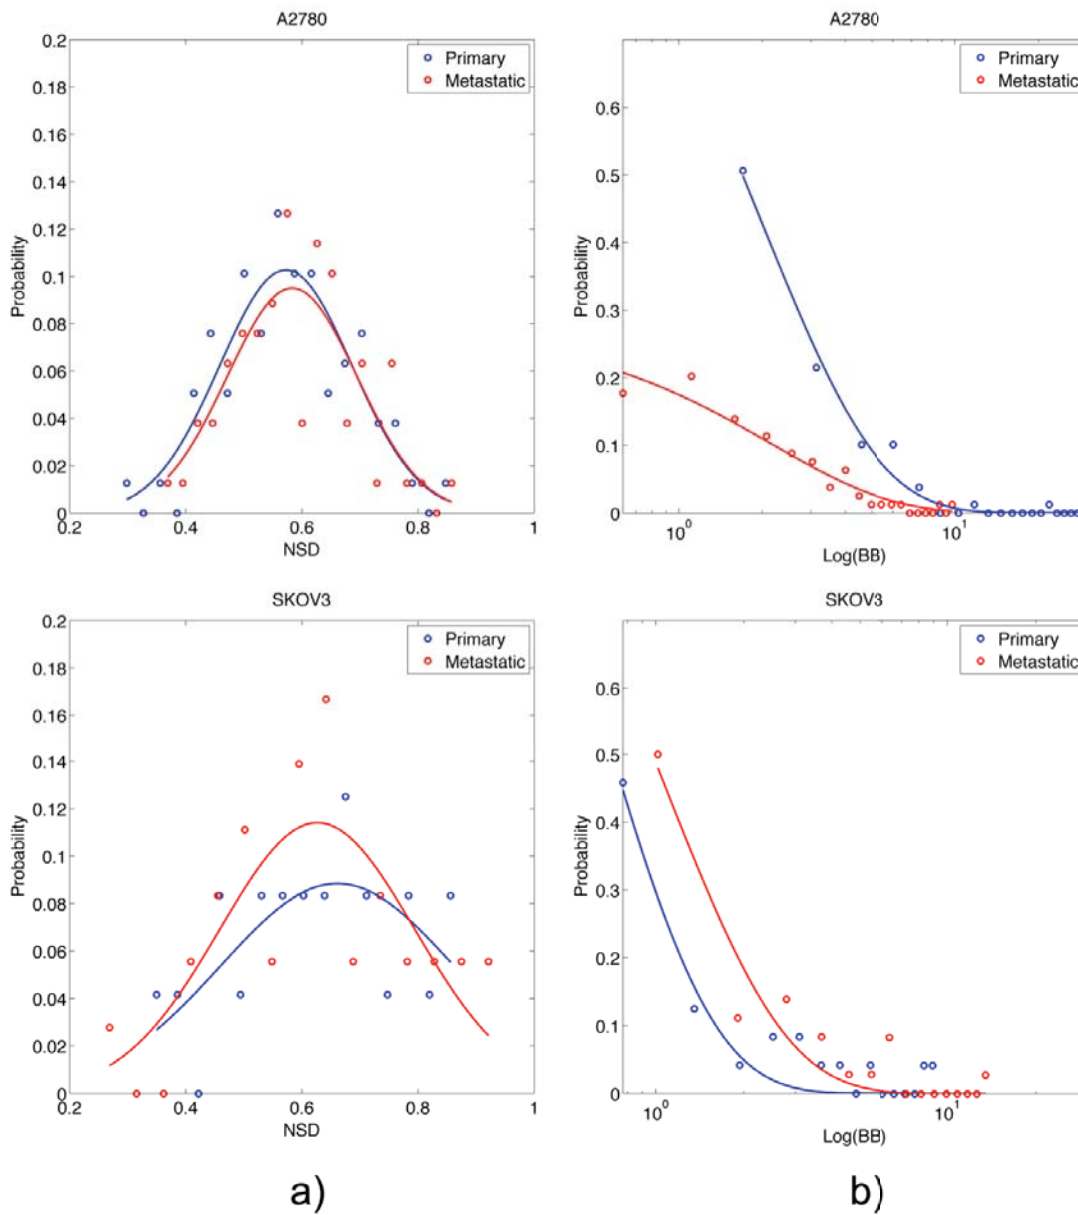 A2780
0.2
0.18
0.16
0.14
0.12
0.1
0.08
0.06
0.04
0.02
0
Probability
0.2 0.4 0.6 0.8 1
NSD
Primary
Metastatic
A2780
0.6
0.5
0.4
0.3
0.2
0.1
0
Probability
10^0 10^1
Log(BB)
Primary
Metastatic
SKOV3
0.2
0.18
0.16
0.14
0.12
0.1
0.08
0.06
0.04
0.02
0
Probability
0.2 0.4 0.6 0.8 1
NSD
Primary
Metastatic
SKOV3
0.6
0.5
0.4
0.3
0.2
0.1
0
Probability
10^0 10^1
Log(BB)
Primary
Metastatic
a) b)